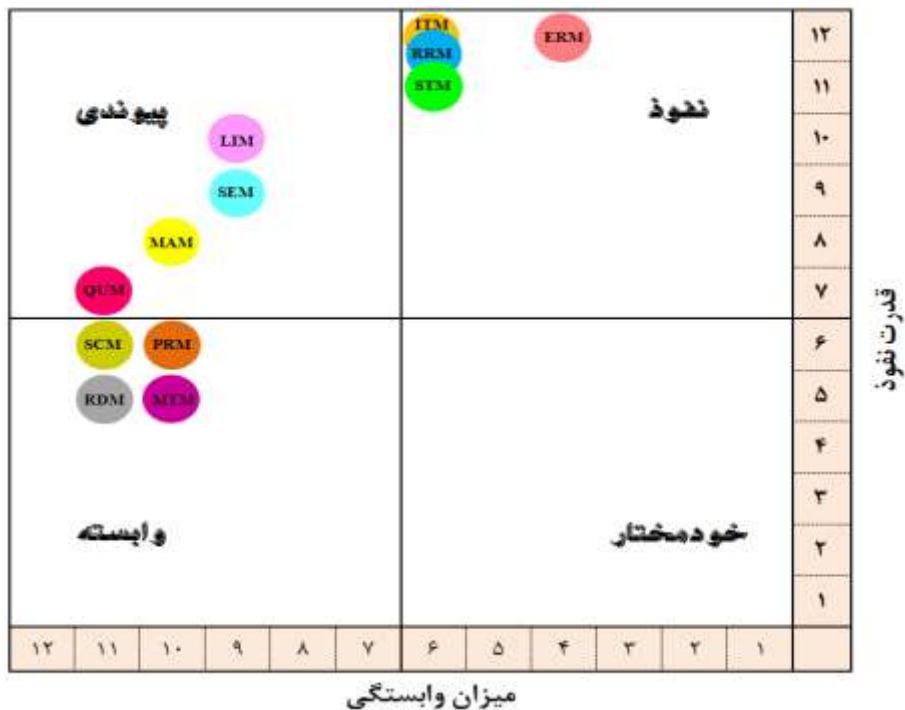 ITM
۱۲
ERM
RRM
STM
۱۱
پیوندی
نفوذ
LIM
۱۰
SEM
۹
MAM
۸
QUM
۷
قدرت نفوذ
SCM
PRM
۶
RDM
MTM
۵
۴
۳
وابسته
خودمختار
۲
۱
۱۲ ۱۱ ۱۰ ۹ ۸ ۷ ۶ ۵ ۴ ۳ ۲ ۱
میزان وابستگی